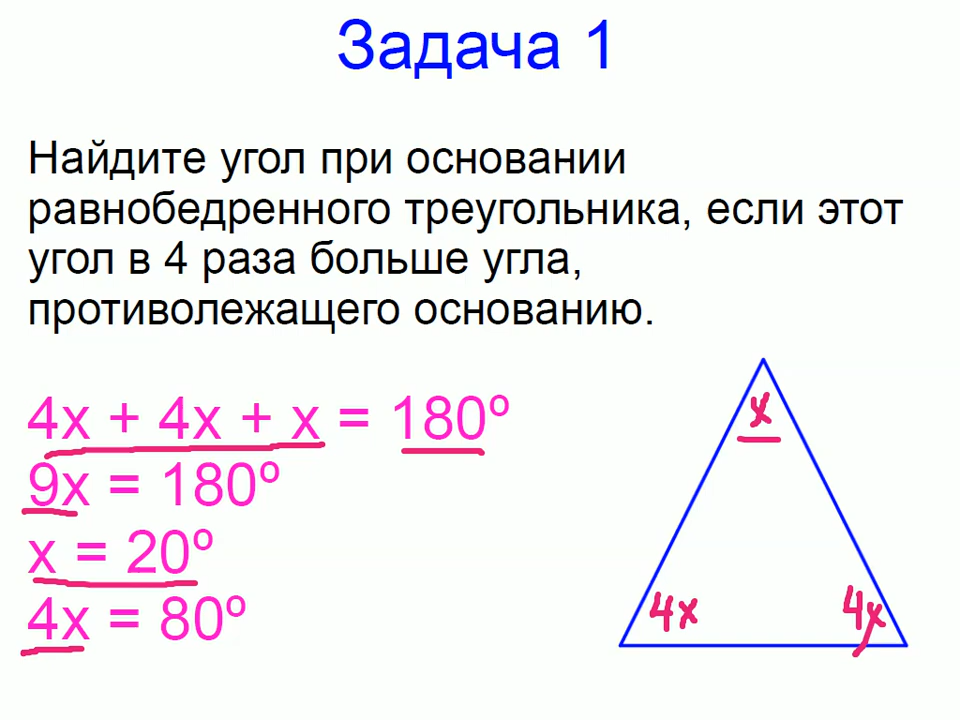 Задача 1
Найдите угол при основании
равнобедренного треугольника, если этот
угол в 4 раза больше угла,
противолежащего основанию.
4x + 4x + x = 180º
9x = 180º
x = 20º
4x = 80º
x
4x
4x